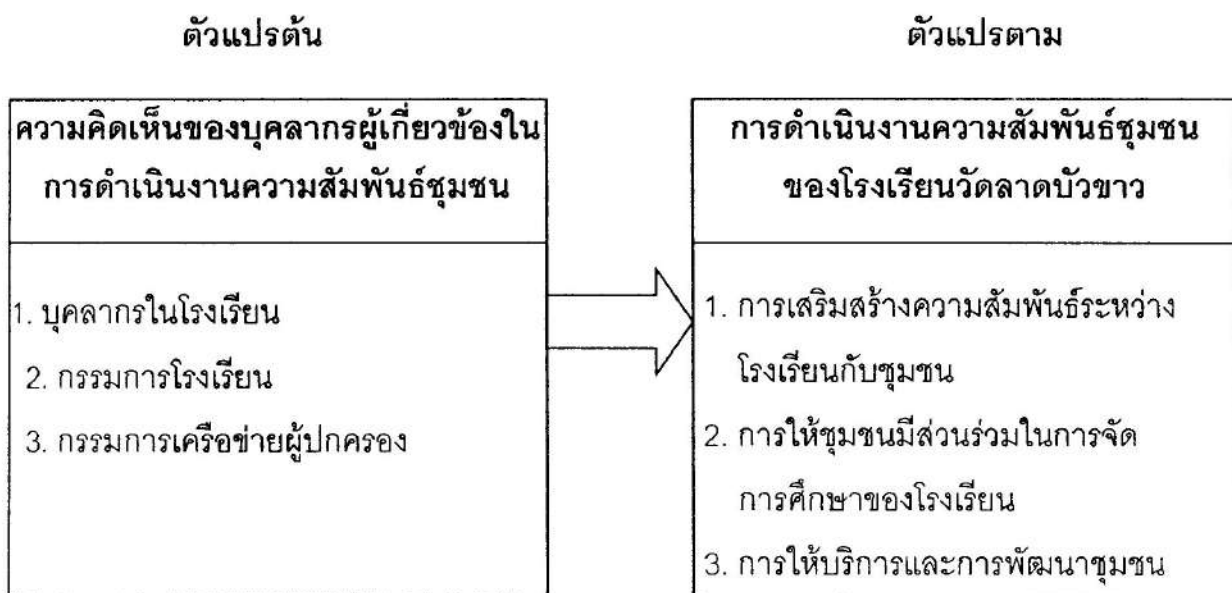 ตัวแปรต้น
ตัวแปรตาม
ความคิดเห็นของบุคลากรผู้เกี่ยวข้องใน
การดำเนินงานความสัมพันธ์ชุมชน
1. บุคลากรในโรงเรียน
2. กรรมการโรงเรียน
3. กรรมการเครือข่ายผู้ปกครอง
การดำเนินงานความสัมพันธ์ชุมชน
ของโรงเรียนวัดลาดบัวขาว
1. การเสริมสร้างความสัมพันธ์ระหว่าง
โรงเรียนกับชุมชน
2. การให้ชุมชนมีส่วนร่วมในการจัด
การศึกษาของโรงเรียน
3. การให้บริการและการพัฒนาชุมชน